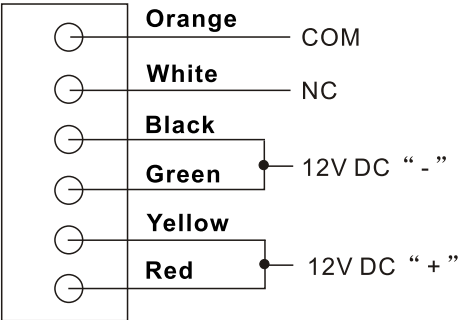 Orange
COM
White
NC
Black
12V DC “ - ”
Green
Yellow
12V DC “ + ”
Red